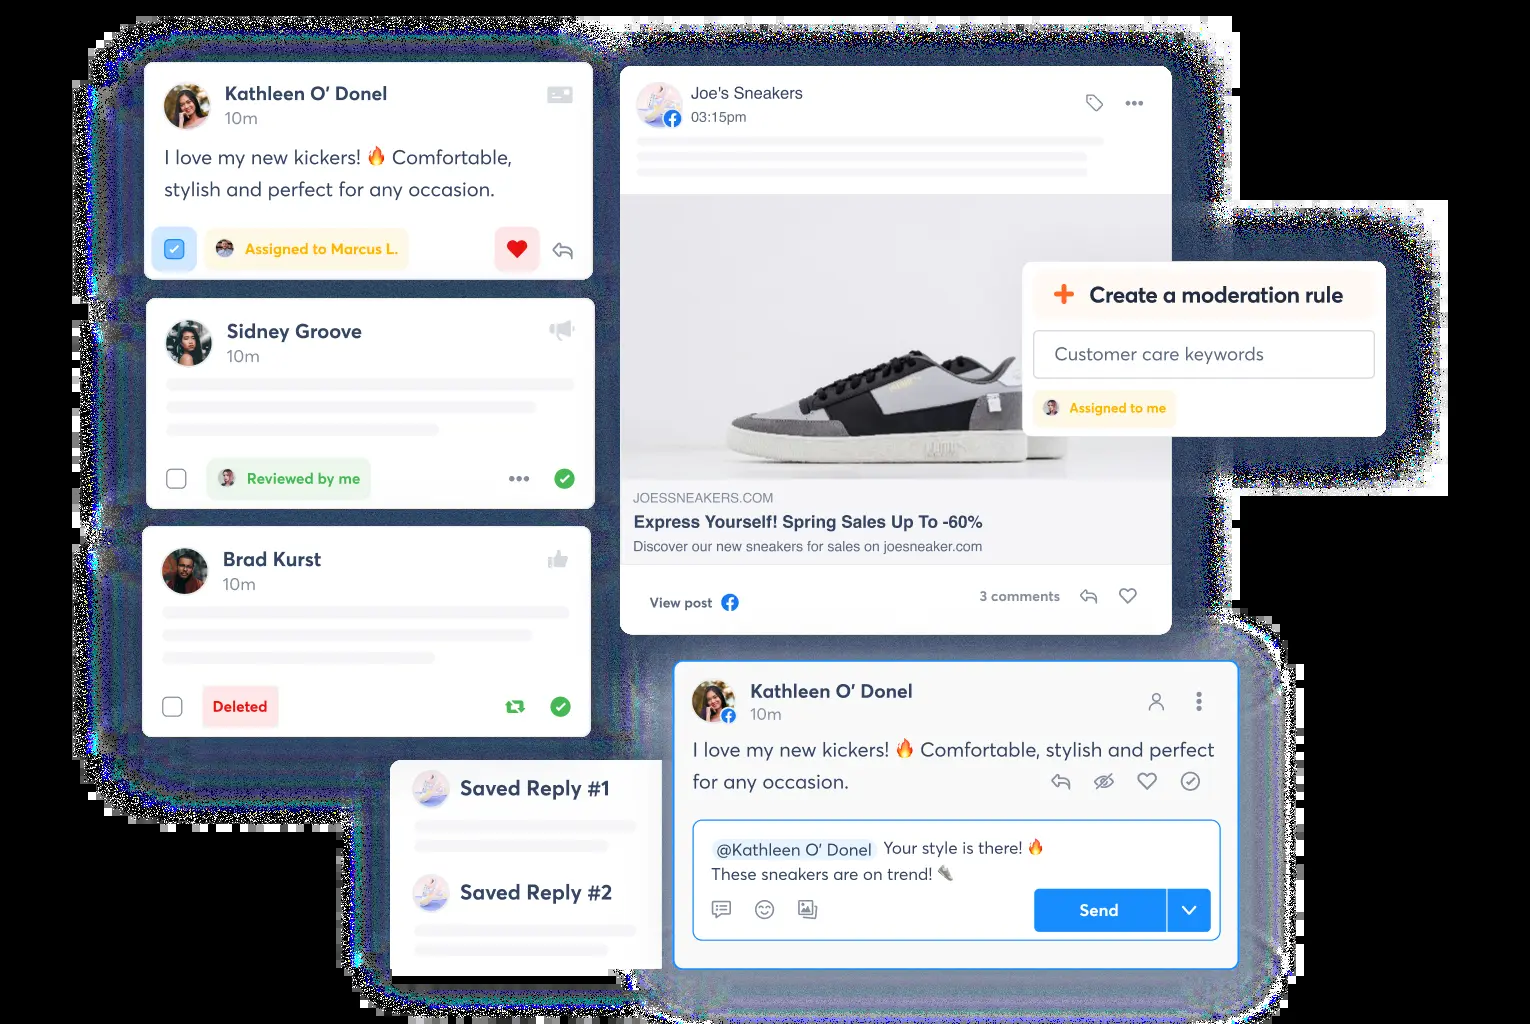 Kathleen O' Donel
10m
I love my new kickers! 🔥 Comfortable,
stylish and perfect for any occasion.
Assigned to Marcus L.
Sidney Groove
10m
Reviewed by me
Brad Kurst
10m
Deleted
Saved Reply #1
Saved Reply #2
Joe's Sneakers
03:15pm
JOESSNEAKERS.COM
Express Yourself! Spring Sales Up To -60%
Discover our new sneakers for sales on joesneaker.com
View post
3 comments
Create a moderation rule
Customer care keywords
Assigned to me
Kathleen O' Donel
10m
I love my new kickers! 🔥 Comfortable, stylish and perfect
for any occasion.
@Kathleen O' Donel Your style is there! 🔥
These sneakers are on trend! 👟
Send